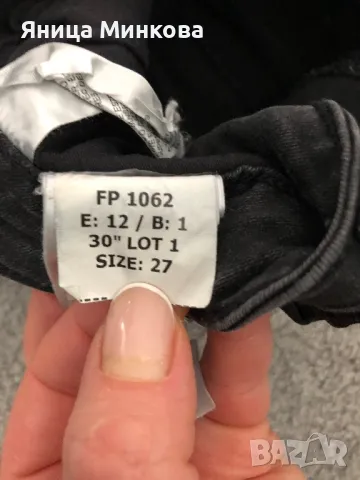 Яница Минкова
FP 1062
E: 12 / B: 1
30" LOT 1
SIZE: 27
BAZAR